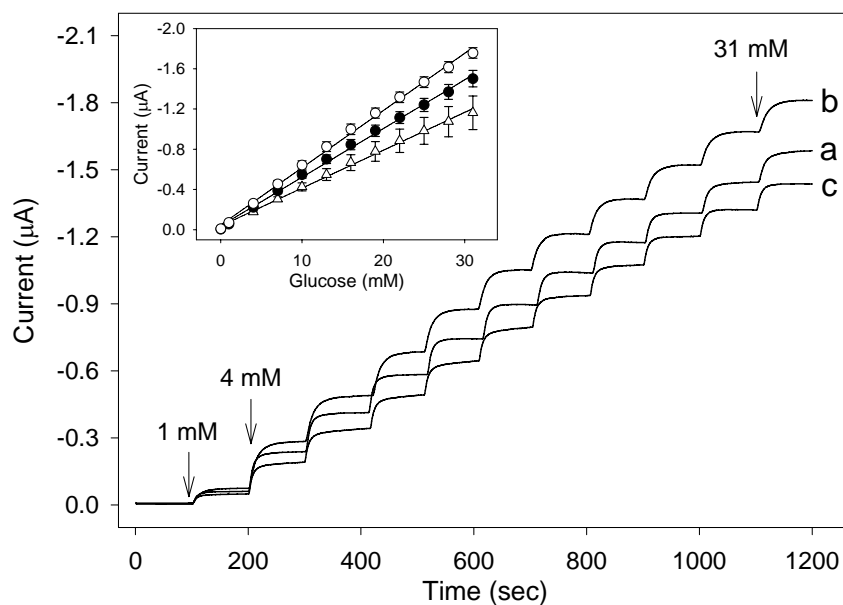 -2.1
-1.8
-1.5
-1.2
-0.9
-0.6
-0.3
0.0
Current (μA)
0 200 400 600 800 1000 1200
Time (sec)
1 mM
4 mM
31 mM
b
a
c
-2.0
-1.6
-1.2
-0.8
-0.4
0.0
Current (μA)
0 10 20 30
Glucose (mM)